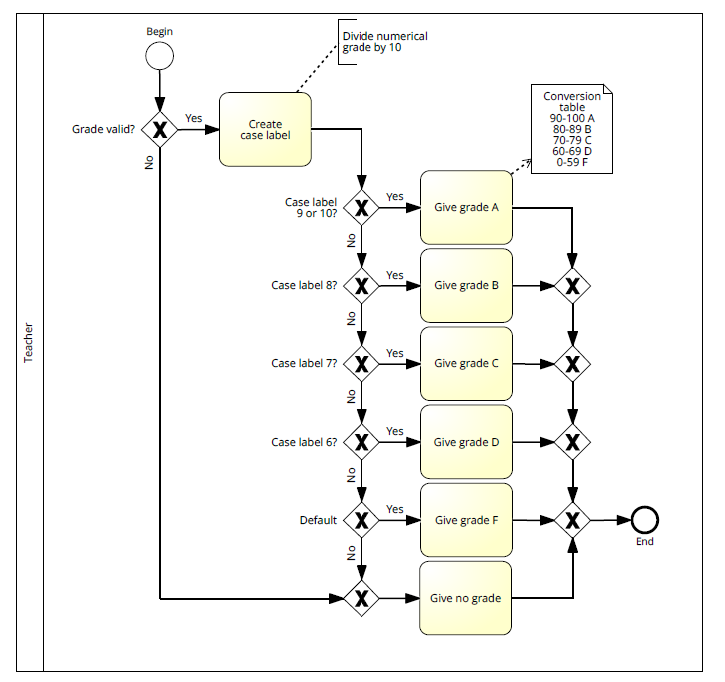 Begin
Divide numerical
grade by 10
Grade valid?
Yes
No
Create
case label
Conversion
table
90-100 A
80-89 B
70-79 C
60-69 D
0-59 F
Case label
9 or 10?
Yes
No
Give grade A
Case label 8?
Yes
No
Give grade B
Case label 7?
Yes
No
Give grade C
Case label 6?
Yes
No
Give grade D
Default
Yes
No
Give grade F
End
Give no grade
Teacher